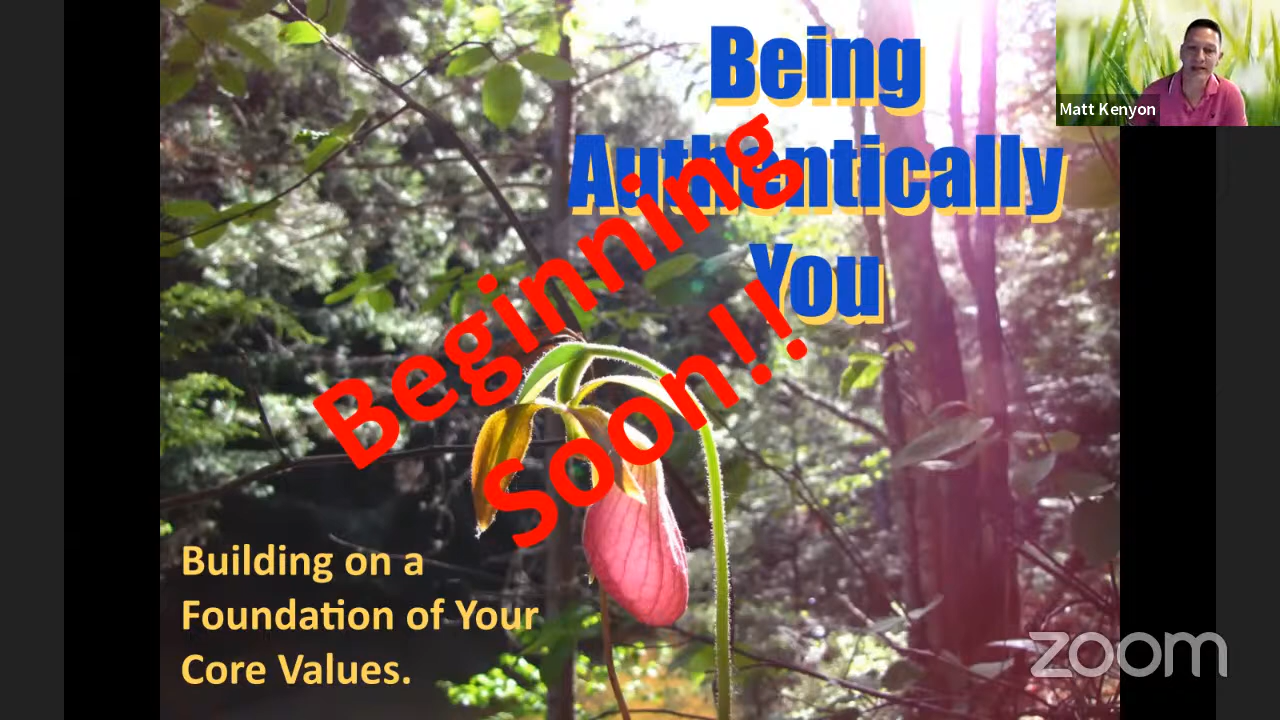 Being
Authentically
You
Matt Kenyon
Beginning
Soon!!
Building on a
Foundation of Your
Core Values.
zoom